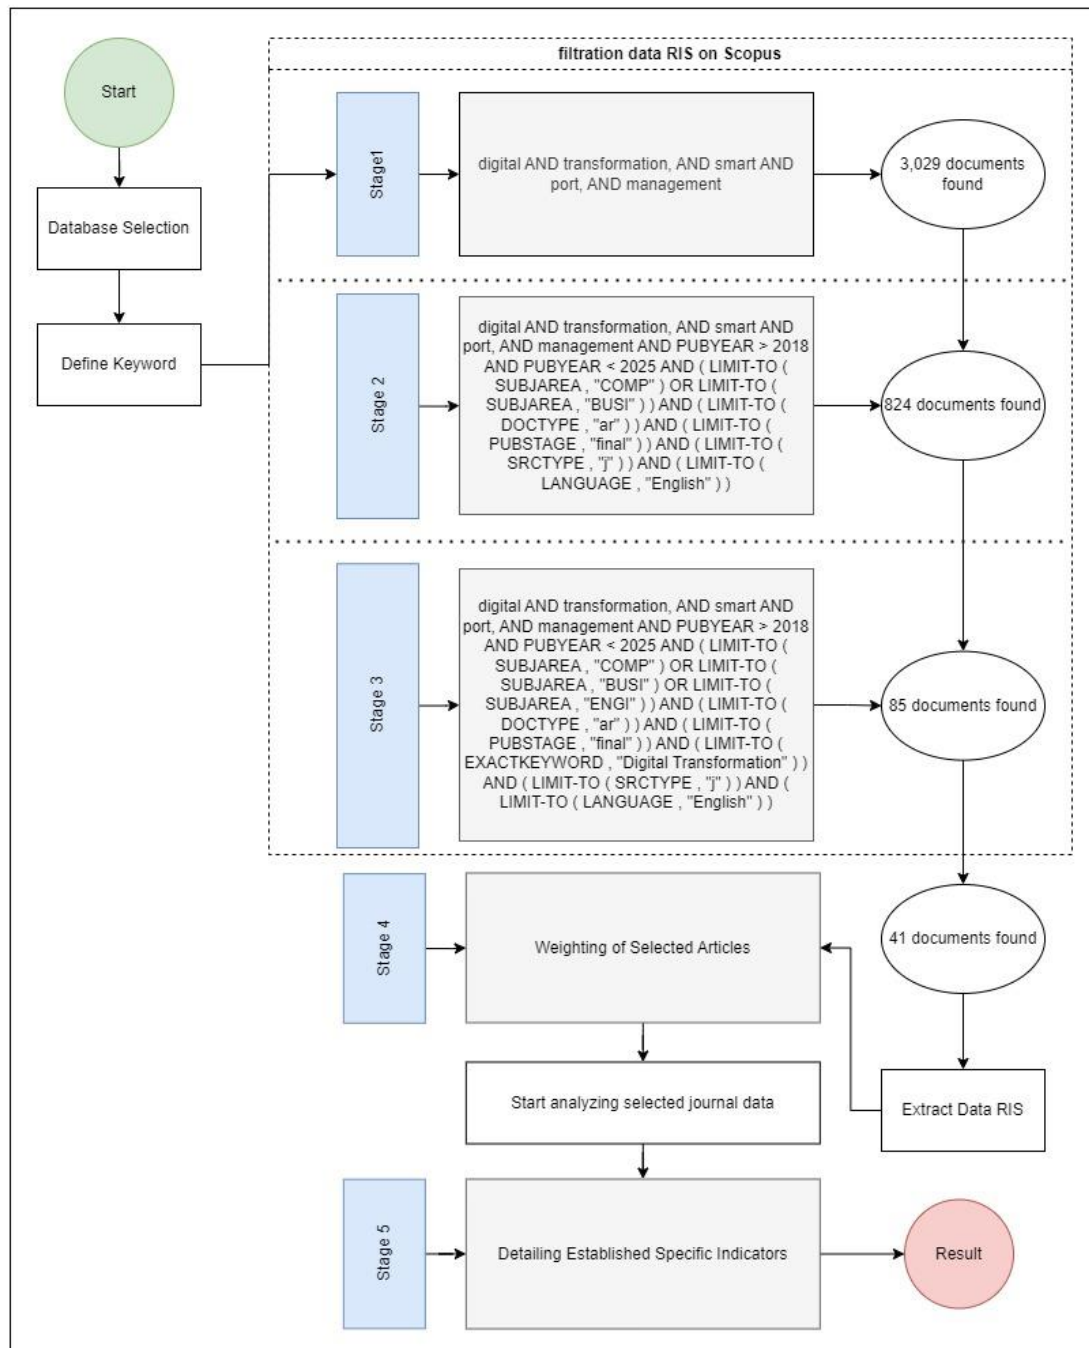 filtration data RIS on Scopus
Start
Database Selection
Define Keyword
Stage1
digital AND transformation, AND smart AND
port, AND management
3,029 documents
found
Stage 2
digital AND transformation, AND smart AND
port, AND management AND PUBYEAR > 2018
AND PUBYEAR < 2025 AND ( LIMIT-TO (
SUBJAREA , "COMP" ) OR LIMIT-TO (
SUBJAREA , "BUSI" ) ) AND ( LIMIT-TO (
DOCTYPE , "ar" ) ) AND ( LIMIT-TO (
PUBSTAGE , "final" ) ) AND ( LIMIT-TO (
SRCTYPE , "j" ) ) AND ( LIMIT-TO (
LANGUAGE , "English" ) )
824 documents found
Stage 3
digital AND transformation, AND smart AND
port, AND management AND PUBYEAR > 2018
AND PUBYEAR < 2025 AND ( LIMIT-TO (
SUBJAREA , "COMP" ) OR LIMIT-TO (
SUBJAREA , "BUSI" ) OR LIMIT-TO (
SUBJAREA , "ENGI" ) ) AND ( LIMIT-TO (
DOCTYPE , "ar" ) ) AND ( LIMIT-TO (
PUBSTAGE , "final" ) ) AND ( LIMIT-TO (
EXACTKEYWORD , "Digital Transformation" ) )
AND ( LIMIT-TO ( SRCTYPE , "j" ) ) AND (
LIMIT-TO ( LANGUAGE , "English" ) )
85 documents found
41 documents found
Stage 4
Weighting of Selected Articles
Extract Data RIS
Start analyzing selected journal data
Stage 5
Detailing Established Specific Indicators
Result